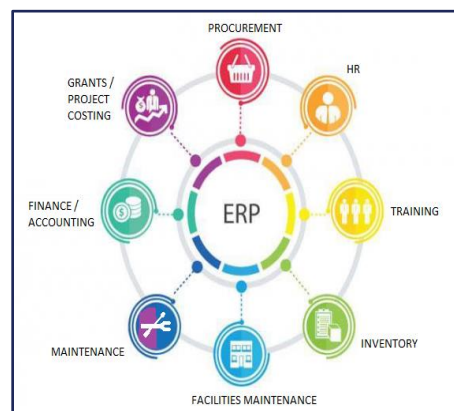 PROCUREMENT
HR
GRANTS /
PROJECT
COSTING
FINANCE /
ACCOUNTING
ERP
TRAINING
MAINTENANCE
INVENTORY
FACILITIES MAINTENANCE